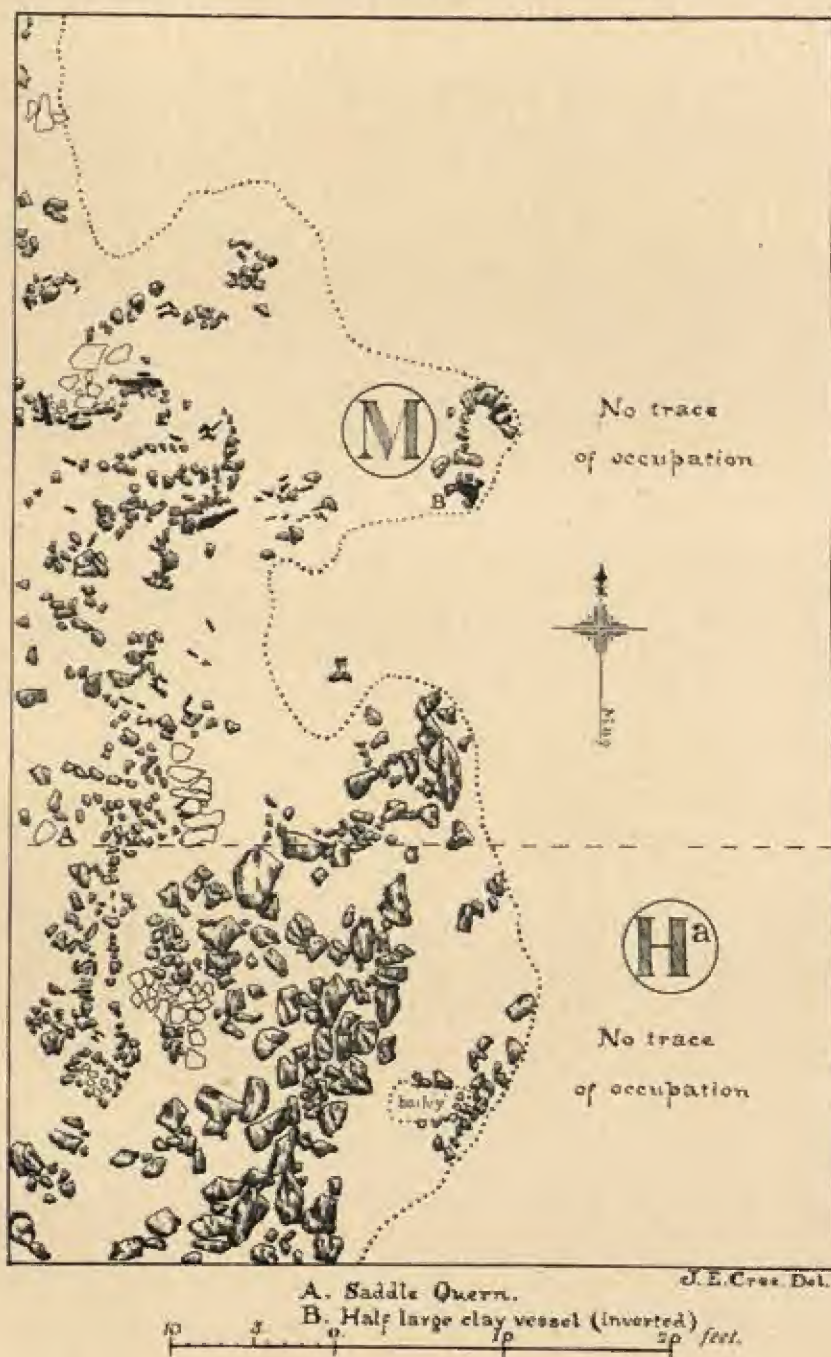 M
No trace
of occupation
B
A
Hª
No trace
of occupation
barley
J. E. Cree. Del.
A. Saddle Quern.
B. Half large clay vessel (inverted)
10 5 0 10 20 feet.